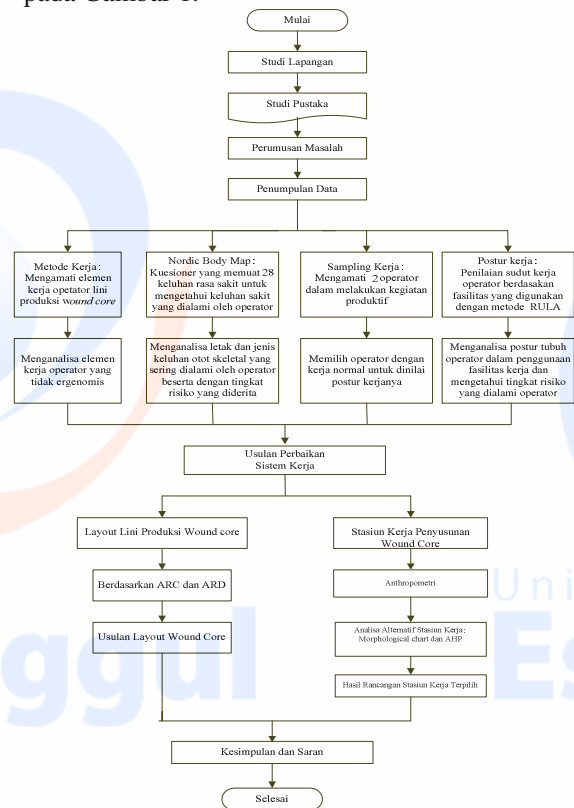 pada Gambar 1.
Mulai
Studi Lapangan
Studi Pustaka
Perumusan Masalah
Penumpulan Data
Metode Kerja:
Mengamati elemen
kerja opetator lini
produksi wound core
Nordic Body Map:
Kuesioner yang memuat 28
keluhan rasa sakit untuk
mengetahui keluhan sakit
yang dialami oleh operator
Sampling Kerja:
Mengamati 2 operator
dalam melakukan kegiatan
produktif
Postur kerja:
Penilaian sudut kerja
operator berdasakan
fasilitas yang digunakan
dengan metode RULA
Menganalisa elemen
kerja operator yang
tidak ergenomis
Menganalisa letak dan jenis
keluhan otot skeletal yang
sering dialami oleh operator
beserta dengan tingkat
risiko yang diderita
Memilih operator dengan
kerja normal untuk dinilai
postur kerjanya
Menganalisa postur tubuh
operator dalam penggunaan
fasilitas kerja dan
mengetahui tingkat risiko
yang dialami operator
Usulan Perbaikan
Sistem Kerja
Layout Lini Produksi Wound core
Berdasarkan ARC dan ARD
Usulan Layout Wound Core
Stasiun Kerja Penyusunan
Wound Core
Anthropometri
Analisa Alternatif Stasiun Kerja:
Morphological chart dan AHP
Hasil Rancangan Stasiun Kerja Terpilih
Kesimpulan dan Saran
Selesai
nggul
Uni
Es